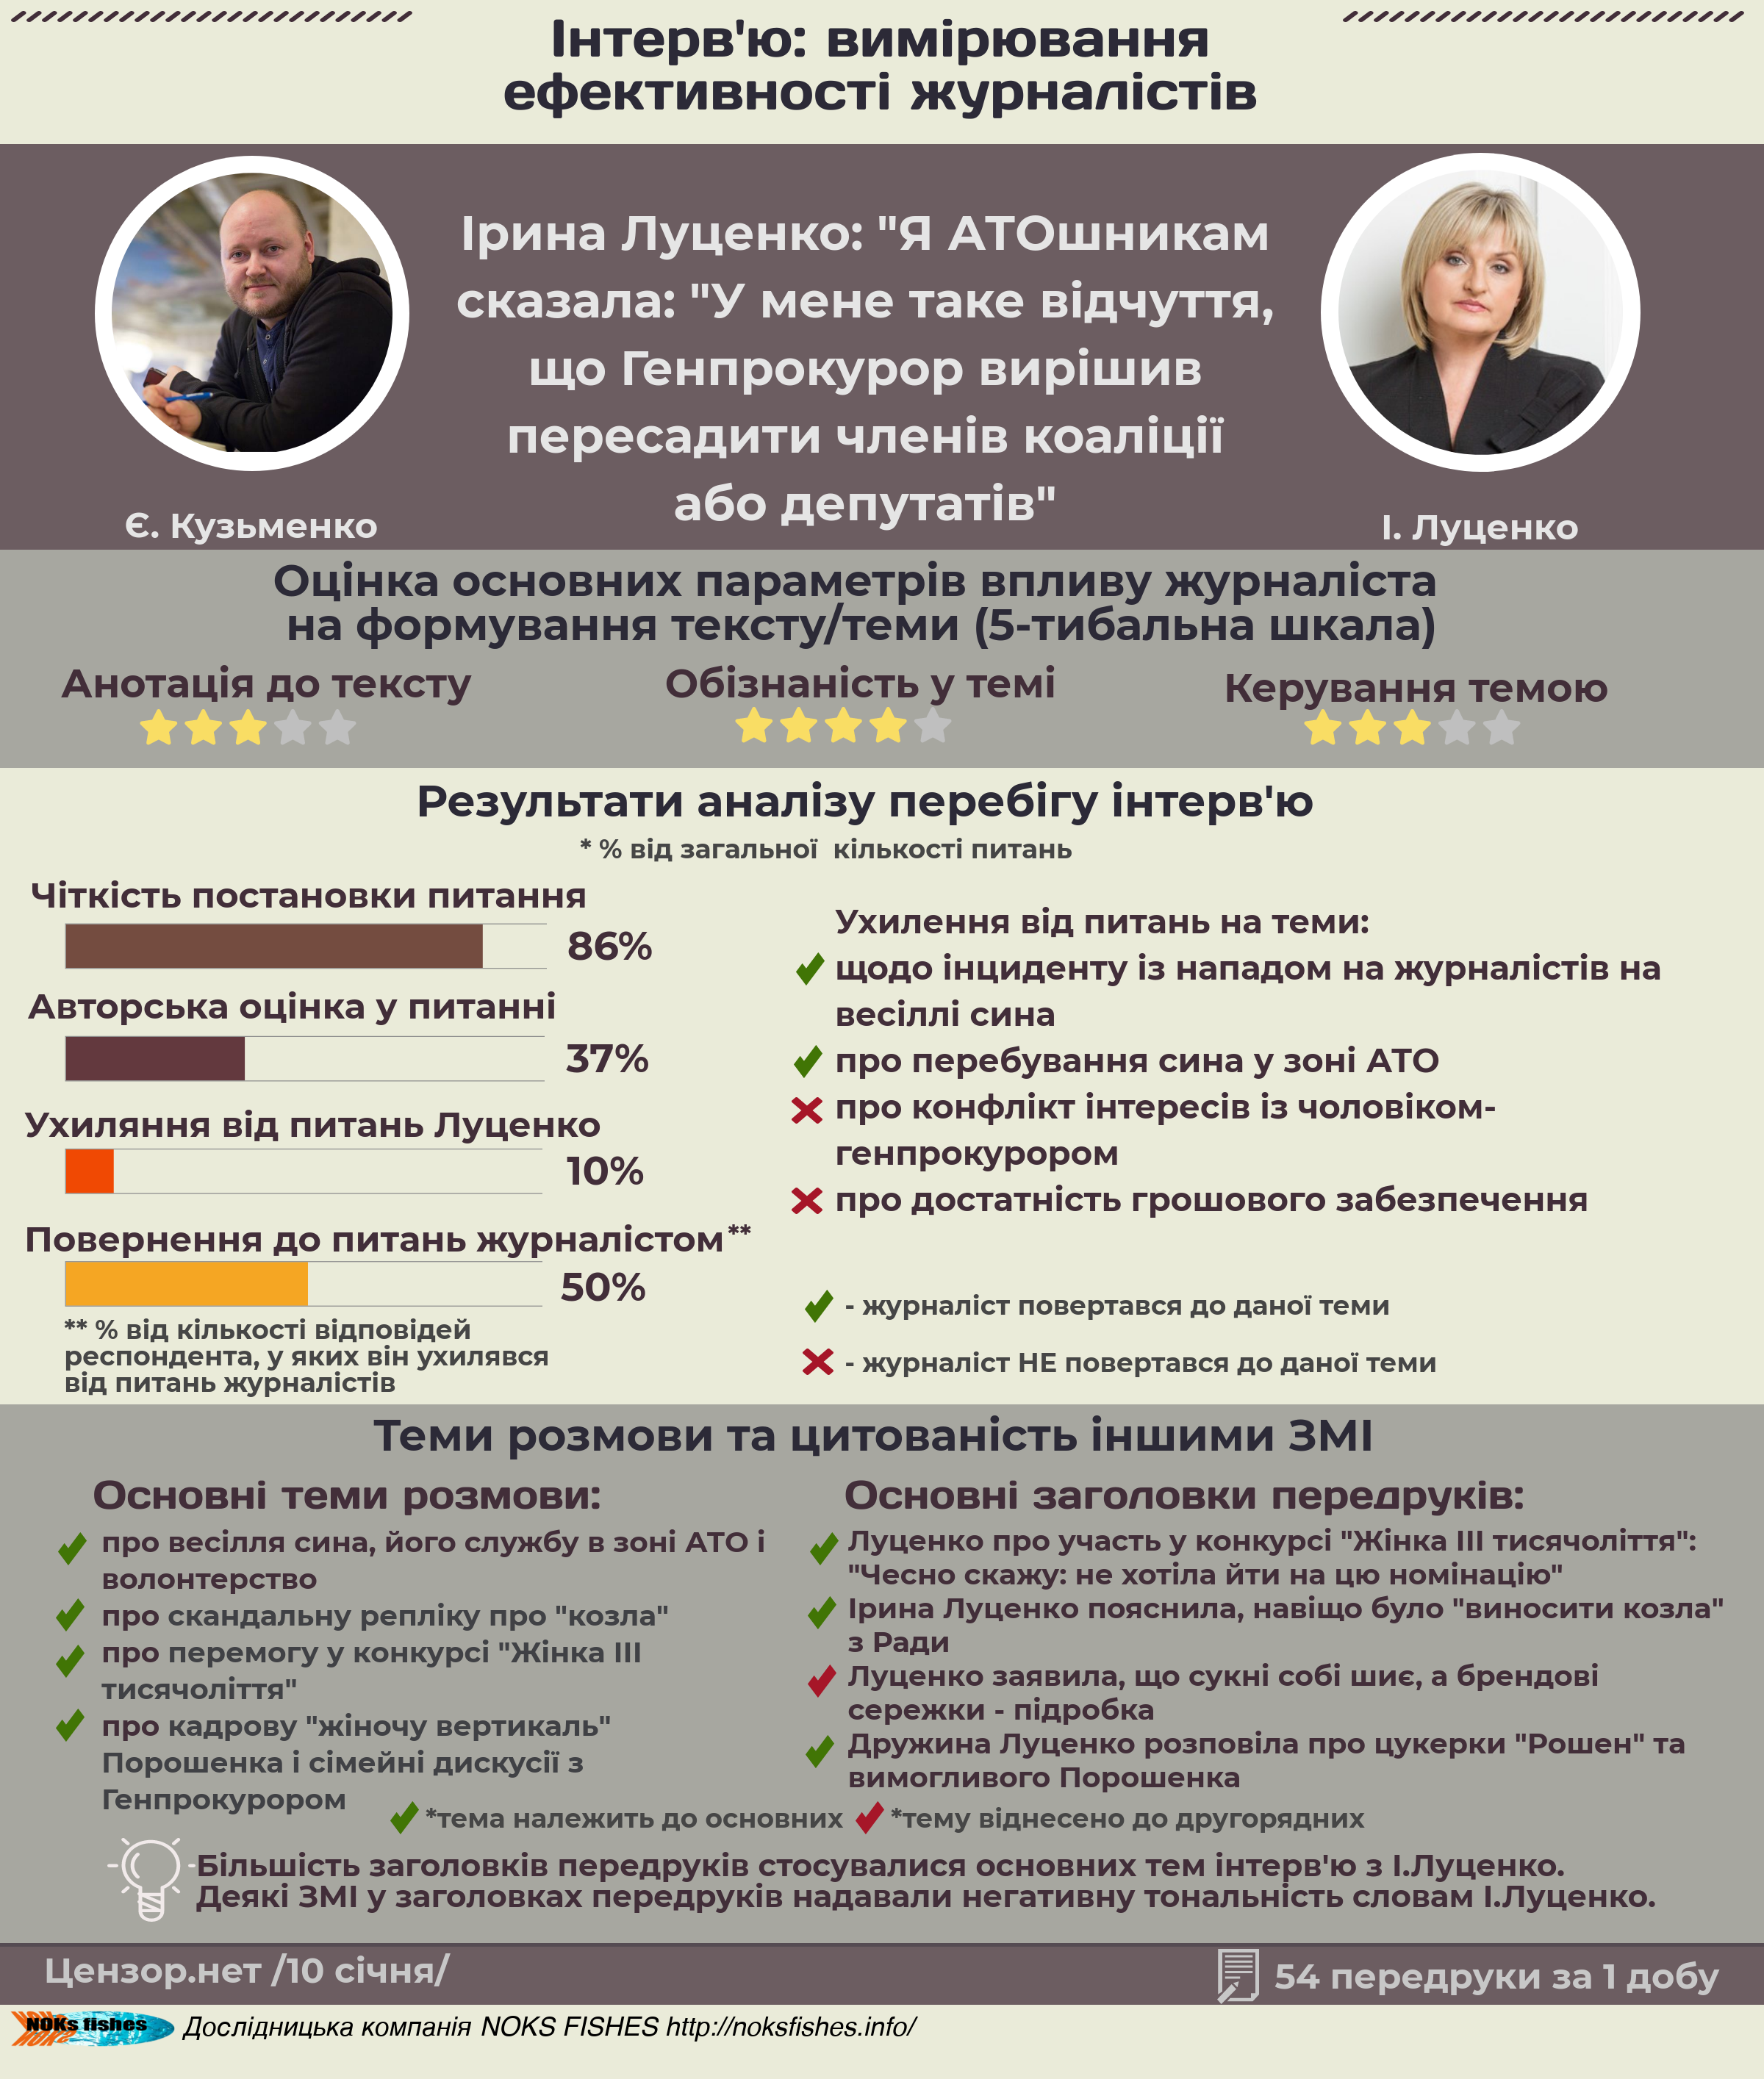 Інтерв'ю: вимірювання
ефективності журналістів
Ірина Луценко: "Я АТОшникам
сказала: "У мене таке відчуття,
що Генпрокурор вирішив
пересадити членів коаліції
або депутатів"
Є. Кузьменко
І. Луценко
Оцінка основних параметрів впливу журналіста
на формування тексту/теми (5-тибальна шкала)
Анотація до тексту
Обізнаність у темі
Керування темою
Результати аналізу перебігу інтерв'ю
* % від загальної кількості питань
Чіткість постановки питання
86%
Авторська оцінка у питанні
37%
Ухиляння від питань Луценко
10%
Повернення до питань журналістом**
50%
** % від кількості відповідей
респондента, у яких він ухилявся
від питань журналістів
Ухилення від питань на теми:
щодо інциденту із нападом на журналістів на
весіллі сина
про перебування сина у зоні АТО
про конфлікт інтересів із чоловіком-
генпрокурором
про достатність грошового забезпечення
- журналіст повертався до даної теми
- журналіст НЕ повертався до даної теми
Теми розмови та цитованість іншими ЗМІ
Основні теми розмови:
про весілля сина, його службу в зоні АТО і
волонтерство
про скандальну репліку про "козла"
про перемогу у конкурсі "Жінка ІІІ
тисячоліття"
про кадрову "жіночу вертикаль"
Порошенка і сімейні дискусії з
Генпрокурором
Основні заголовки передруків:
Луценко про участь у конкурсі "Жінка ІІІ тисячоліття":
"Чесно скажу: не хотіла йти на цю номінацію"
Ірина Луценко пояснила, навіщо було "виносити козла"
з Ради
Луценко заявила, що сукні собі шиє, а брендові
сережки - підробка
Дружина Луценко розповіла про цукерки "Рошен" та
вимогливого Порошенка
*тема належить до основних
*тему віднесено до другорядних
Більшість заголовків передруків стосувалися основних тем інтерв'ю з І.Луценко.
Деякі ЗМІ у заголовках передруків надавали негативну тональність словам І.Луценко.
Цензор.нет /10 січня/
54 передруки за 1 добу
NOKs fishes
Дослідницька компанія NOKS FISHES http://noksfishes.info/